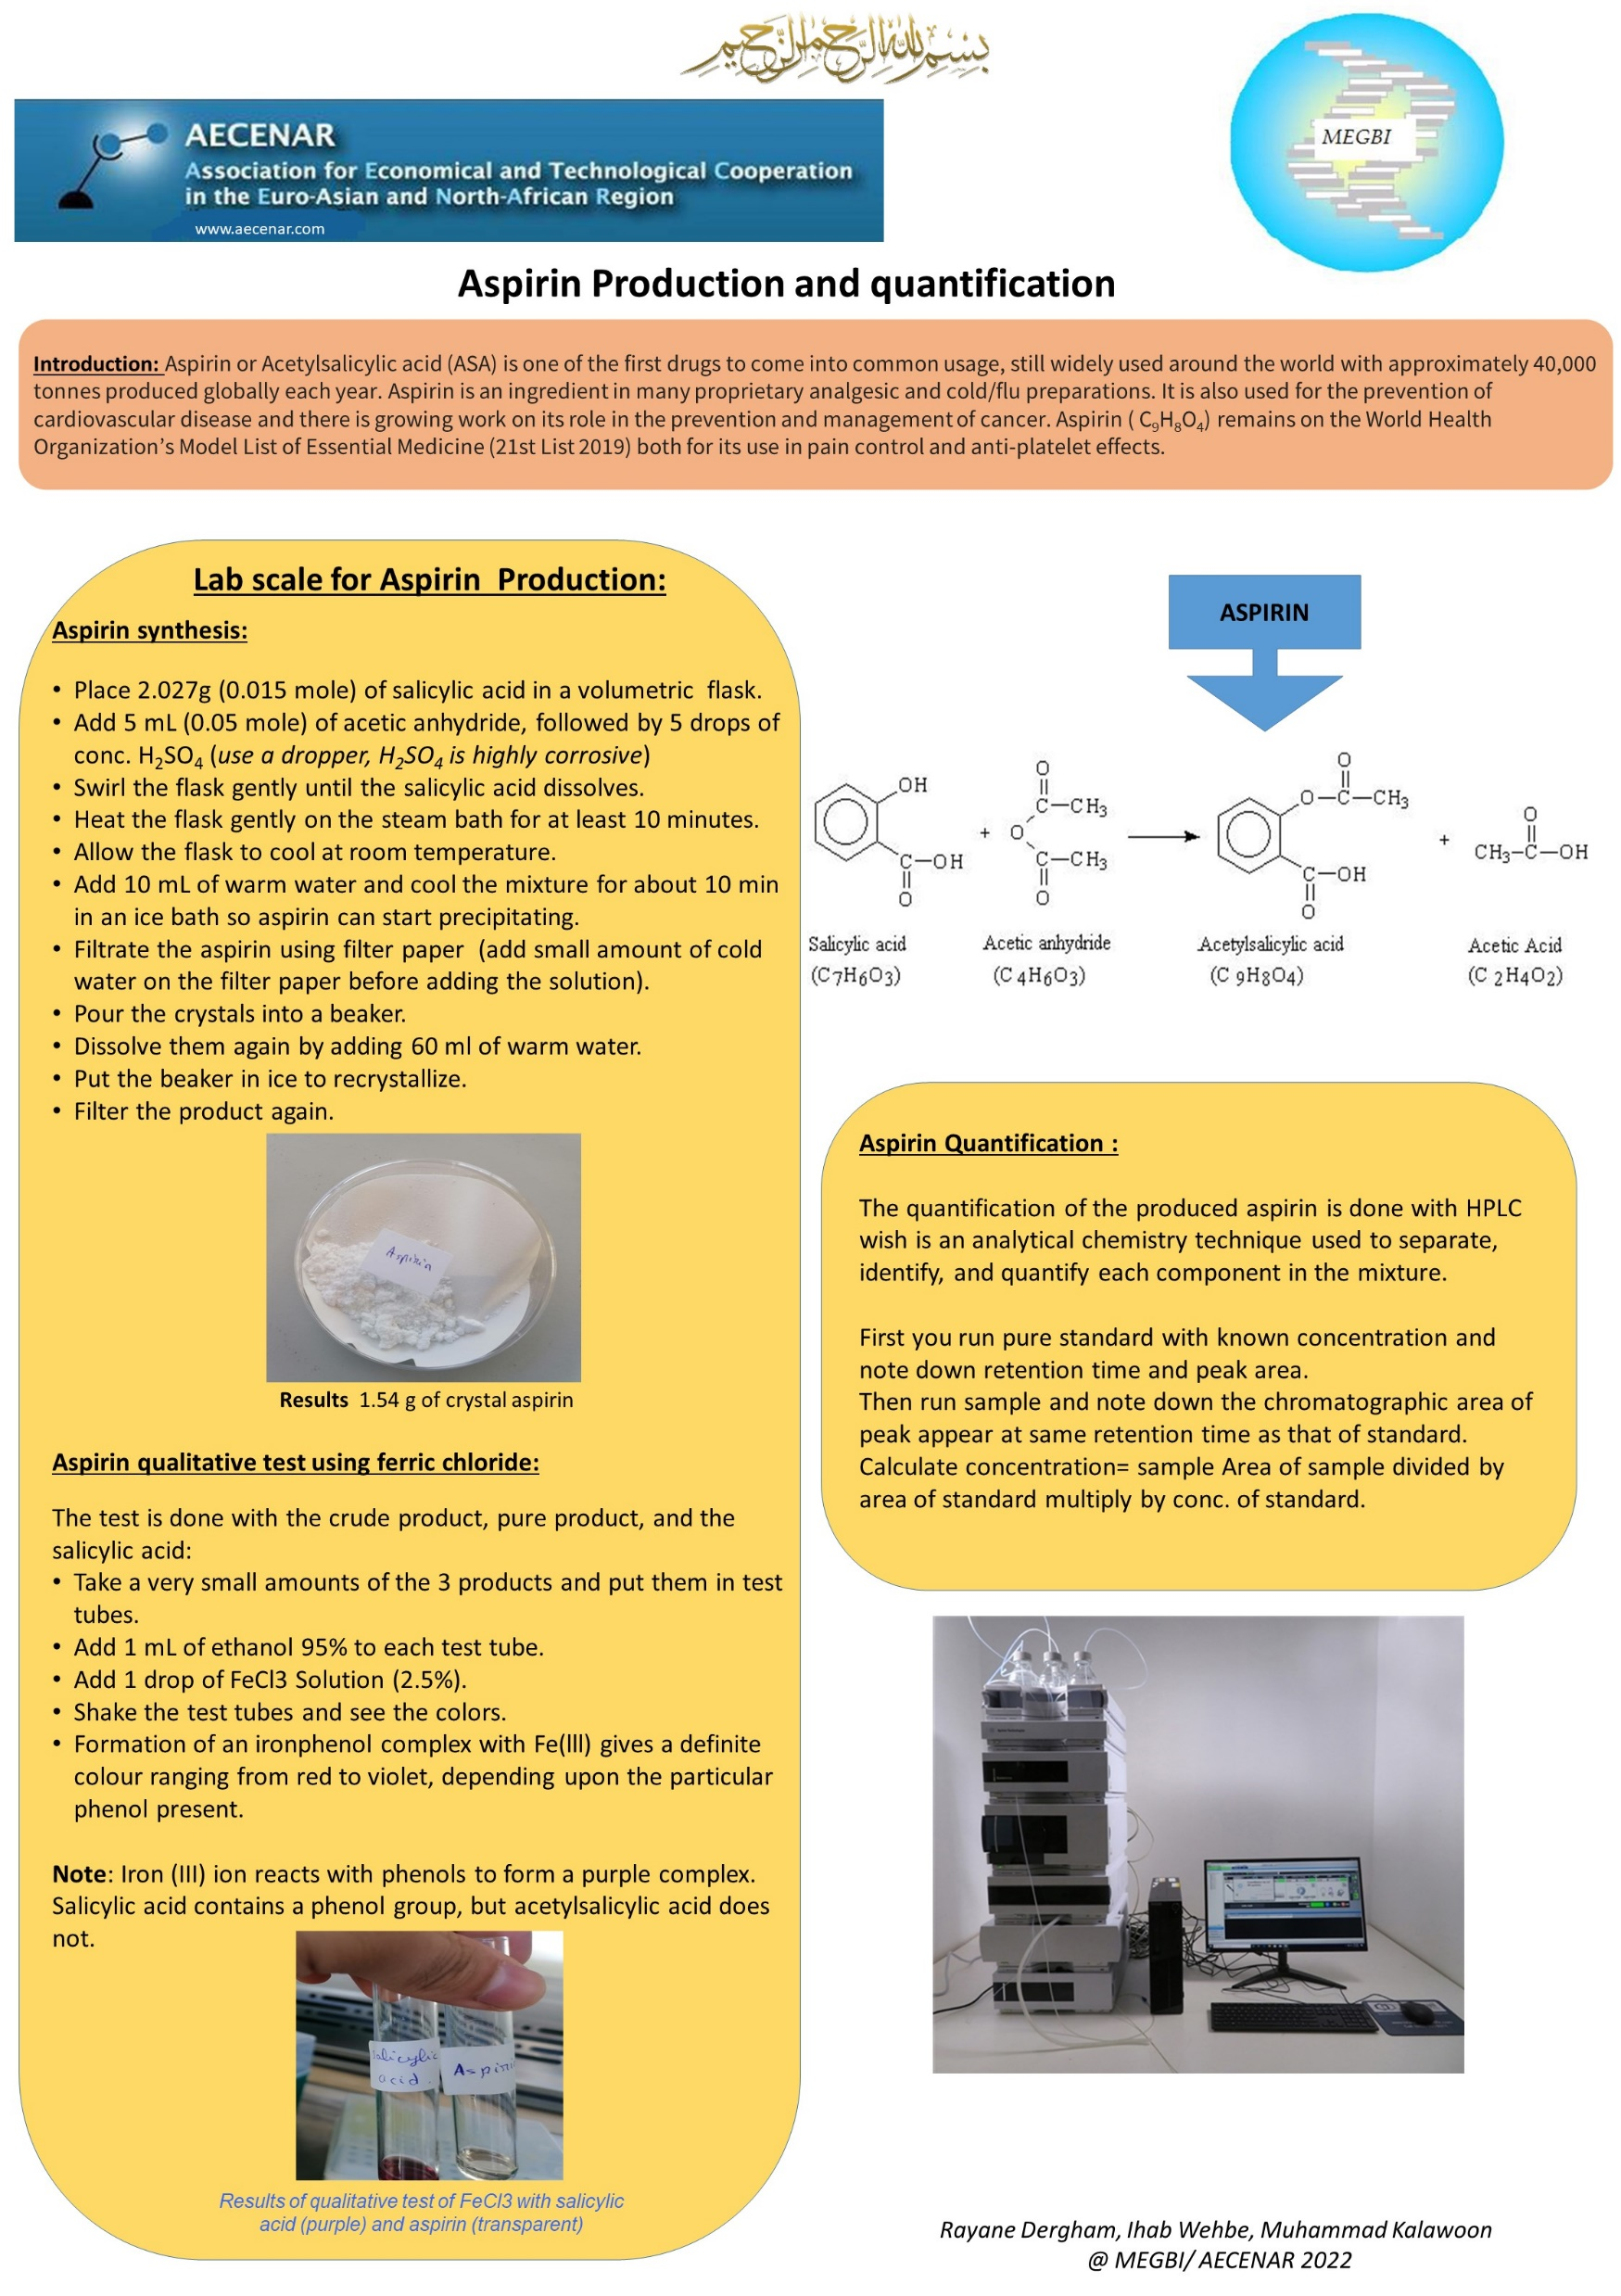 بسم الله الرحمن الرحيم
AECENAR
Association for Economical and Technological Cooperation
in the Euro-Asian and North-African Region
www.aecenar.com
MEGBI
Aspirin Production and quantification
Introduction: Aspirin or Acetylsalicylic acid (ASA) is one of the first drugs to come into common usage, still widely used around the world with approximately 40,000
tonnes produced globally each year. Aspirin is an ingredient in many proprietary analgesic and cold/flu preparations. It is also used for the prevention of
cardiovascular disease and there is growing work on its role in the prevention and management of cancer. Aspirin ( C₉H₈O₄) remains on the World Health
Organization’s Model List of Essential Medicine (21st List 2019) both for its use in pain control and anti-platelet effects.
Lab scale for Aspirin Production:
Aspirin synthesis:
• Place 2.027g (0.015 mole) of salicylic acid in a volumetric flask.
• Add 5 mL (0.05 mole) of acetic anhydride, followed by 5 drops of
conc. H₂SO₄ (use a dropper, H₂SO₄ is highly corrosive)
• Swirl the flask gently until the salicylic acid dissolves.
• Heat the flask gently on the steam bath for at least 10 minutes.
• Allow the flask to cool at room temperature.
• Add 10 mL of warm water and cool the mixture for about 10 min
in an ice bath so aspirin can start precipitating.
• Filtrate the aspirin using filter paper (add small amount of cold
water on the filter paper before adding the solution).
• Pour the crystals into a beaker.
• Dissolve them again by adding 60 ml of warm water.
• Put the beaker in ice to recrystallize.
• Filter the product again.
Aspirin
Results 1.54 g of crystal aspirin
Aspirin qualitative test using ferric chloride:
The test is done with the crude product, pure product, and the
salicylic acid:
• Take a very small amounts of the 3 products and put them in test
tubes.
• Add 1 mL of ethanol 95% to each test tube.
• Add 1 drop of FeCl3 Solution (2.5%).
• Shake the test tubes and see the colors.
• Formation of an ironphenol complex with Fe(lll) gives a definite
colour ranging from red to violet, depending upon the particular
phenol present.
Note: Iron (III) ion reacts with phenols to form a purple complex.
Salicylic acid contains a phenol group, but acetylsalicylic acid does
not.
Salicylic
acid.
Aspirin
Results of qualitative test of FeCl3 with salicylic
acid (purple) and aspirin (transparent)
ASPIRIN
OH
C—OH
O
+
O
C—CH3
O
C—CH3
O
O
O—C—CH3
C—OH
O
+
O
CH3—C—OH
Salicylic acid
(C7H6O3)
Acetic anhydride
(C 4H6O3)
Acetylsalicylic acid
(C 9H8O4)
Acetic Acid
(C 2H4O2)
Aspirin Quantification :
The quantification of the produced aspirin is done with HPLC
wish is an analytical chemistry technique used to separate,
identify, and quantify each component in the mixture.
First you run pure standard with known concentration and
note down retention time and peak area.
Then run sample and note down the chromatographic area of
peak appear at same retention time as that of standard.
Calculate concentration= sample Area of sample divided by
area of standard multiply by conc. of standard.
Rayane Dergham, Ihab Wehbe, Muhammad Kalawoon
@ MEGBI/ AECENAR 2022